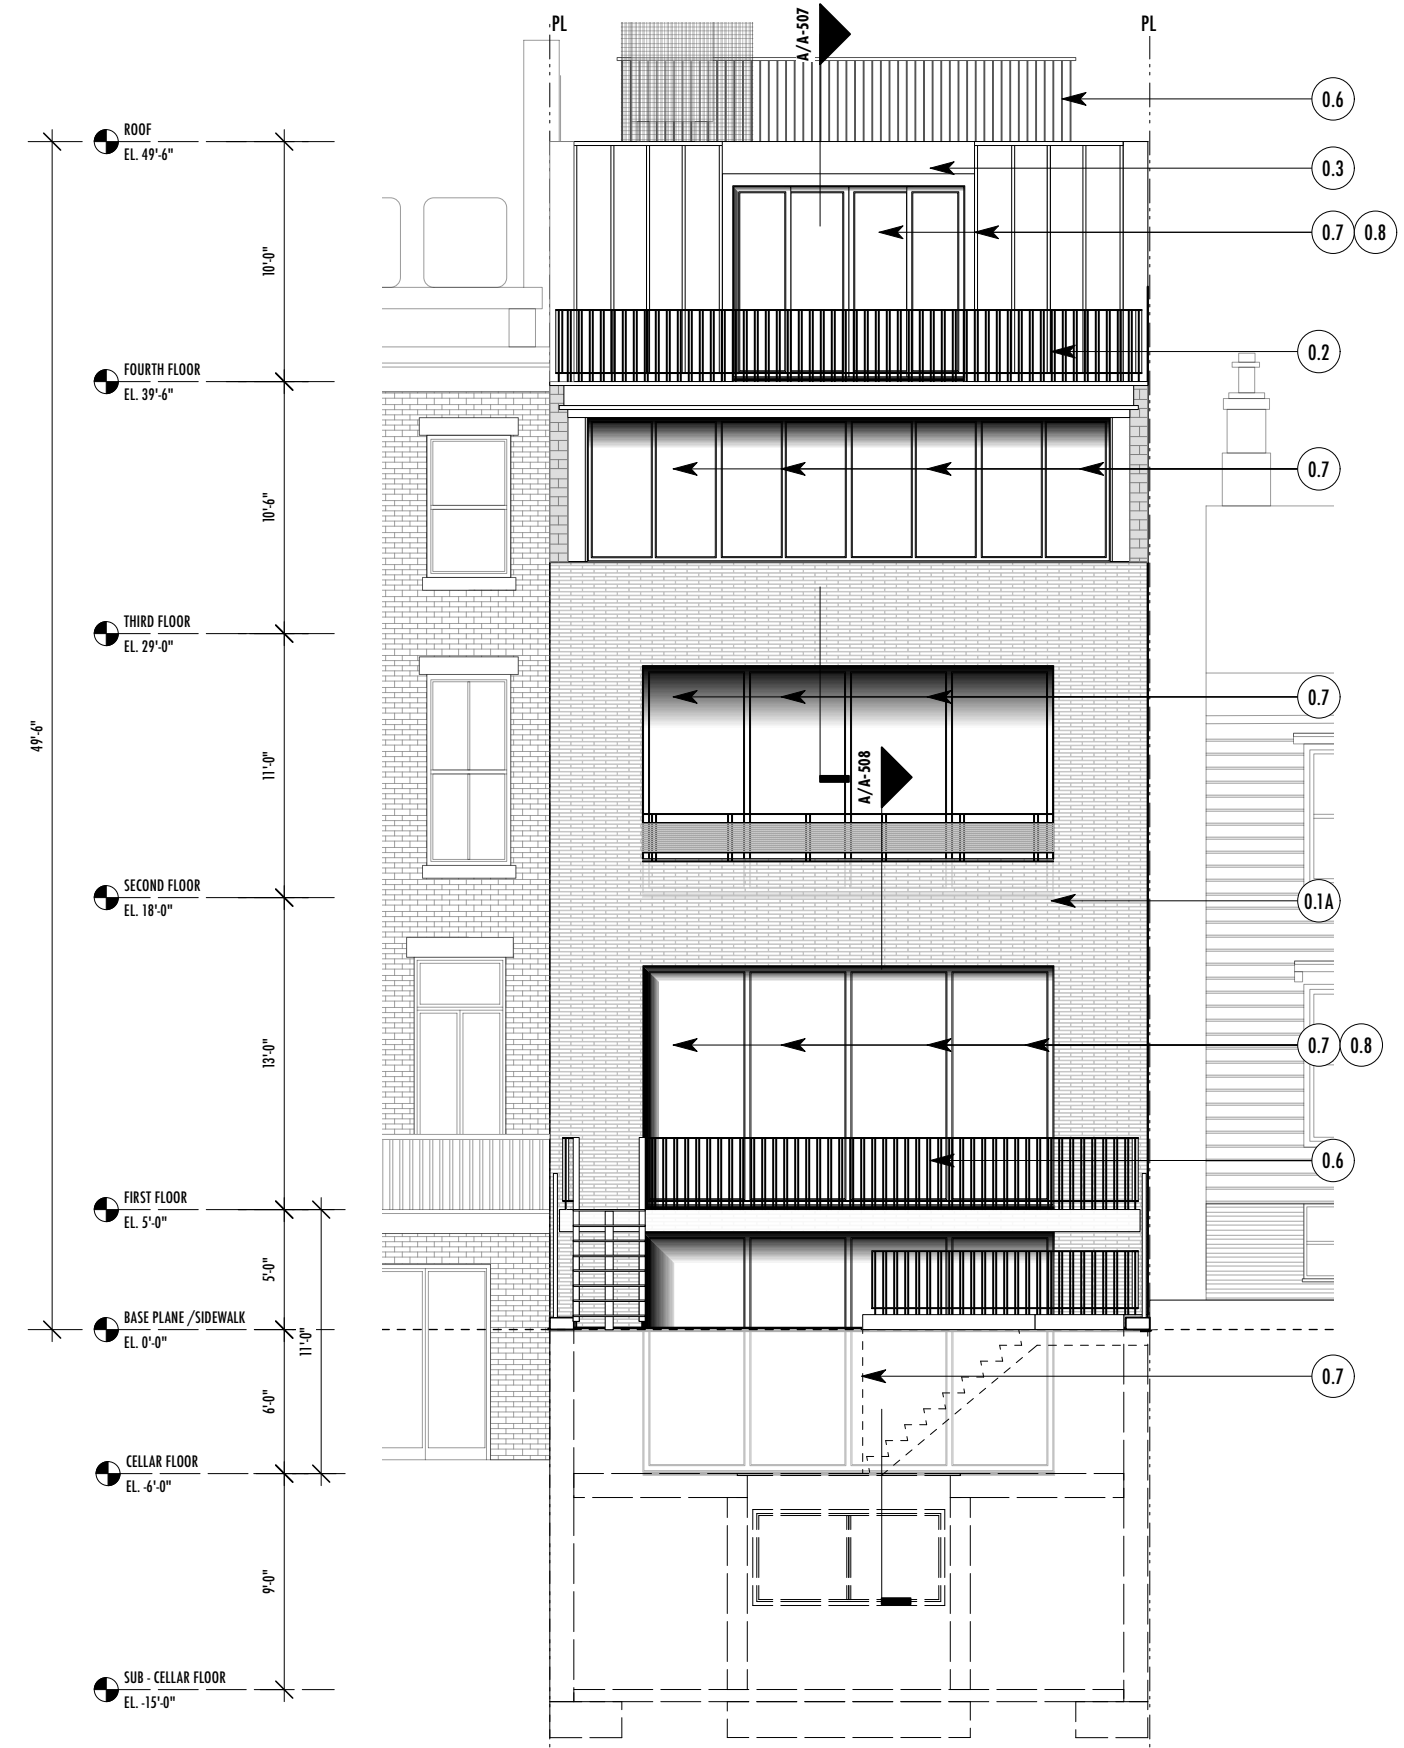 PL
A/A-507
PL
0.6
ROOF
EL. 49'-6"
0.3
0.7
0.8
10'-0"
0.2
FOURTH FLOOR
EL. 39'-6"
0.7
10'-6"
THIRD FLOOR
EL. 29'-0"
0.7
49'-6"
11'-0"
A/A-508
SECOND FLOOR
EL. 18'-0"
0.1A
13'-0"
0.7
0.8
0.6
FIRST FLOOR
EL. 5'-0"
5'-0"
BASE PLANE /SIDEWALK
EL. 0'-0"
11'-0"
0.7
6'-0"
CELLAR FLOOR
EL. -6'-0"
9'-0"
SUB - CELLAR FLOOR
EL. -15'-0"